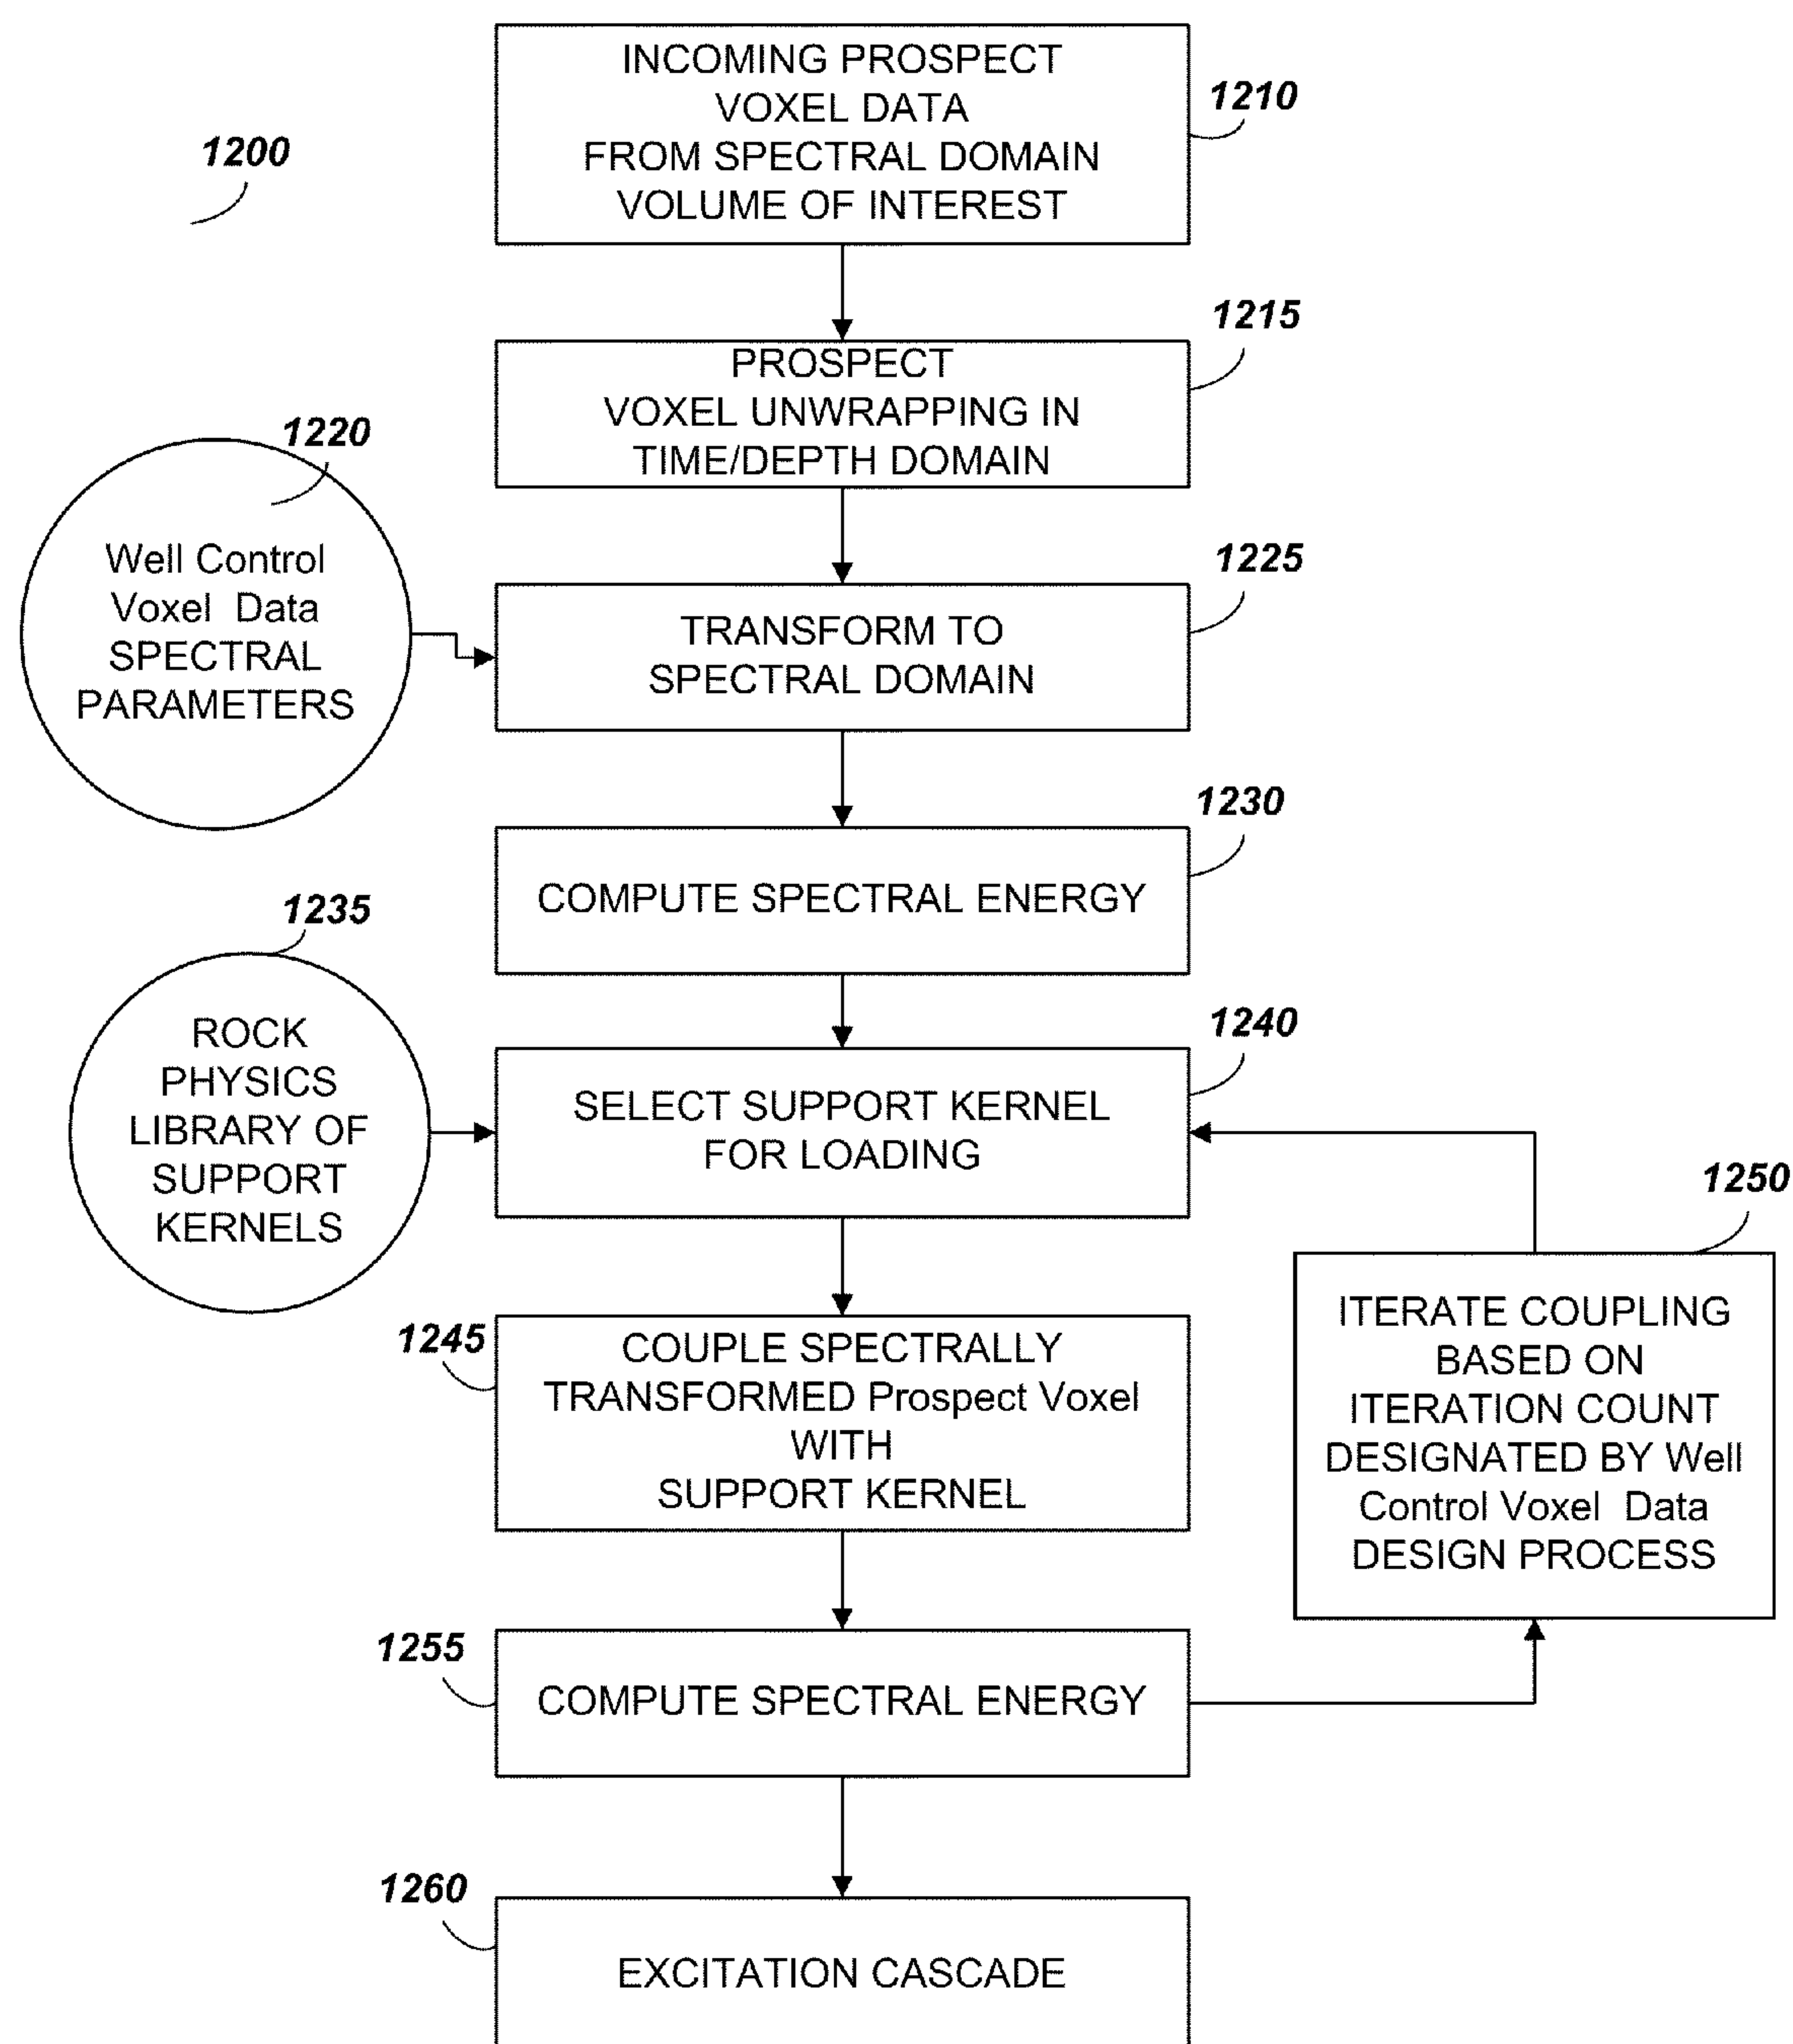 INCOMING PROSPECT
VOXEL DATA
FROM SPECTRAL DOMAIN
VOLUME OF INTEREST
1210
1200
1215
PROSPECT
VOXEL UNWRAPPING IN
TIME/DEPTH DOMAIN
1220
Well Control
Voxel Data
SPECTRAL
PARAMETERS
1225
TRANSFORM TO
SPECTRAL DOMAIN
1230
COMPUTE SPECTRAL ENERGY
1235
ROCK
PHYSICS
LIBRARY OF
SUPPORT
KERNELS
1240
SELECT SUPPORT KERNEL
FOR LOADING
1245
COUPLE SPECTRALLY
TRANSFORMED Prospect Voxel
WITH
SUPPORT KERNEL
1250
ITERATE COUPLING
BASED ON
ITERATION COUNT
DESIGNATED BY Well
Control Voxel Data
DESIGN PROCESS
1255
COMPUTE SPECTRAL ENERGY
1260
EXCITATION CASCADE